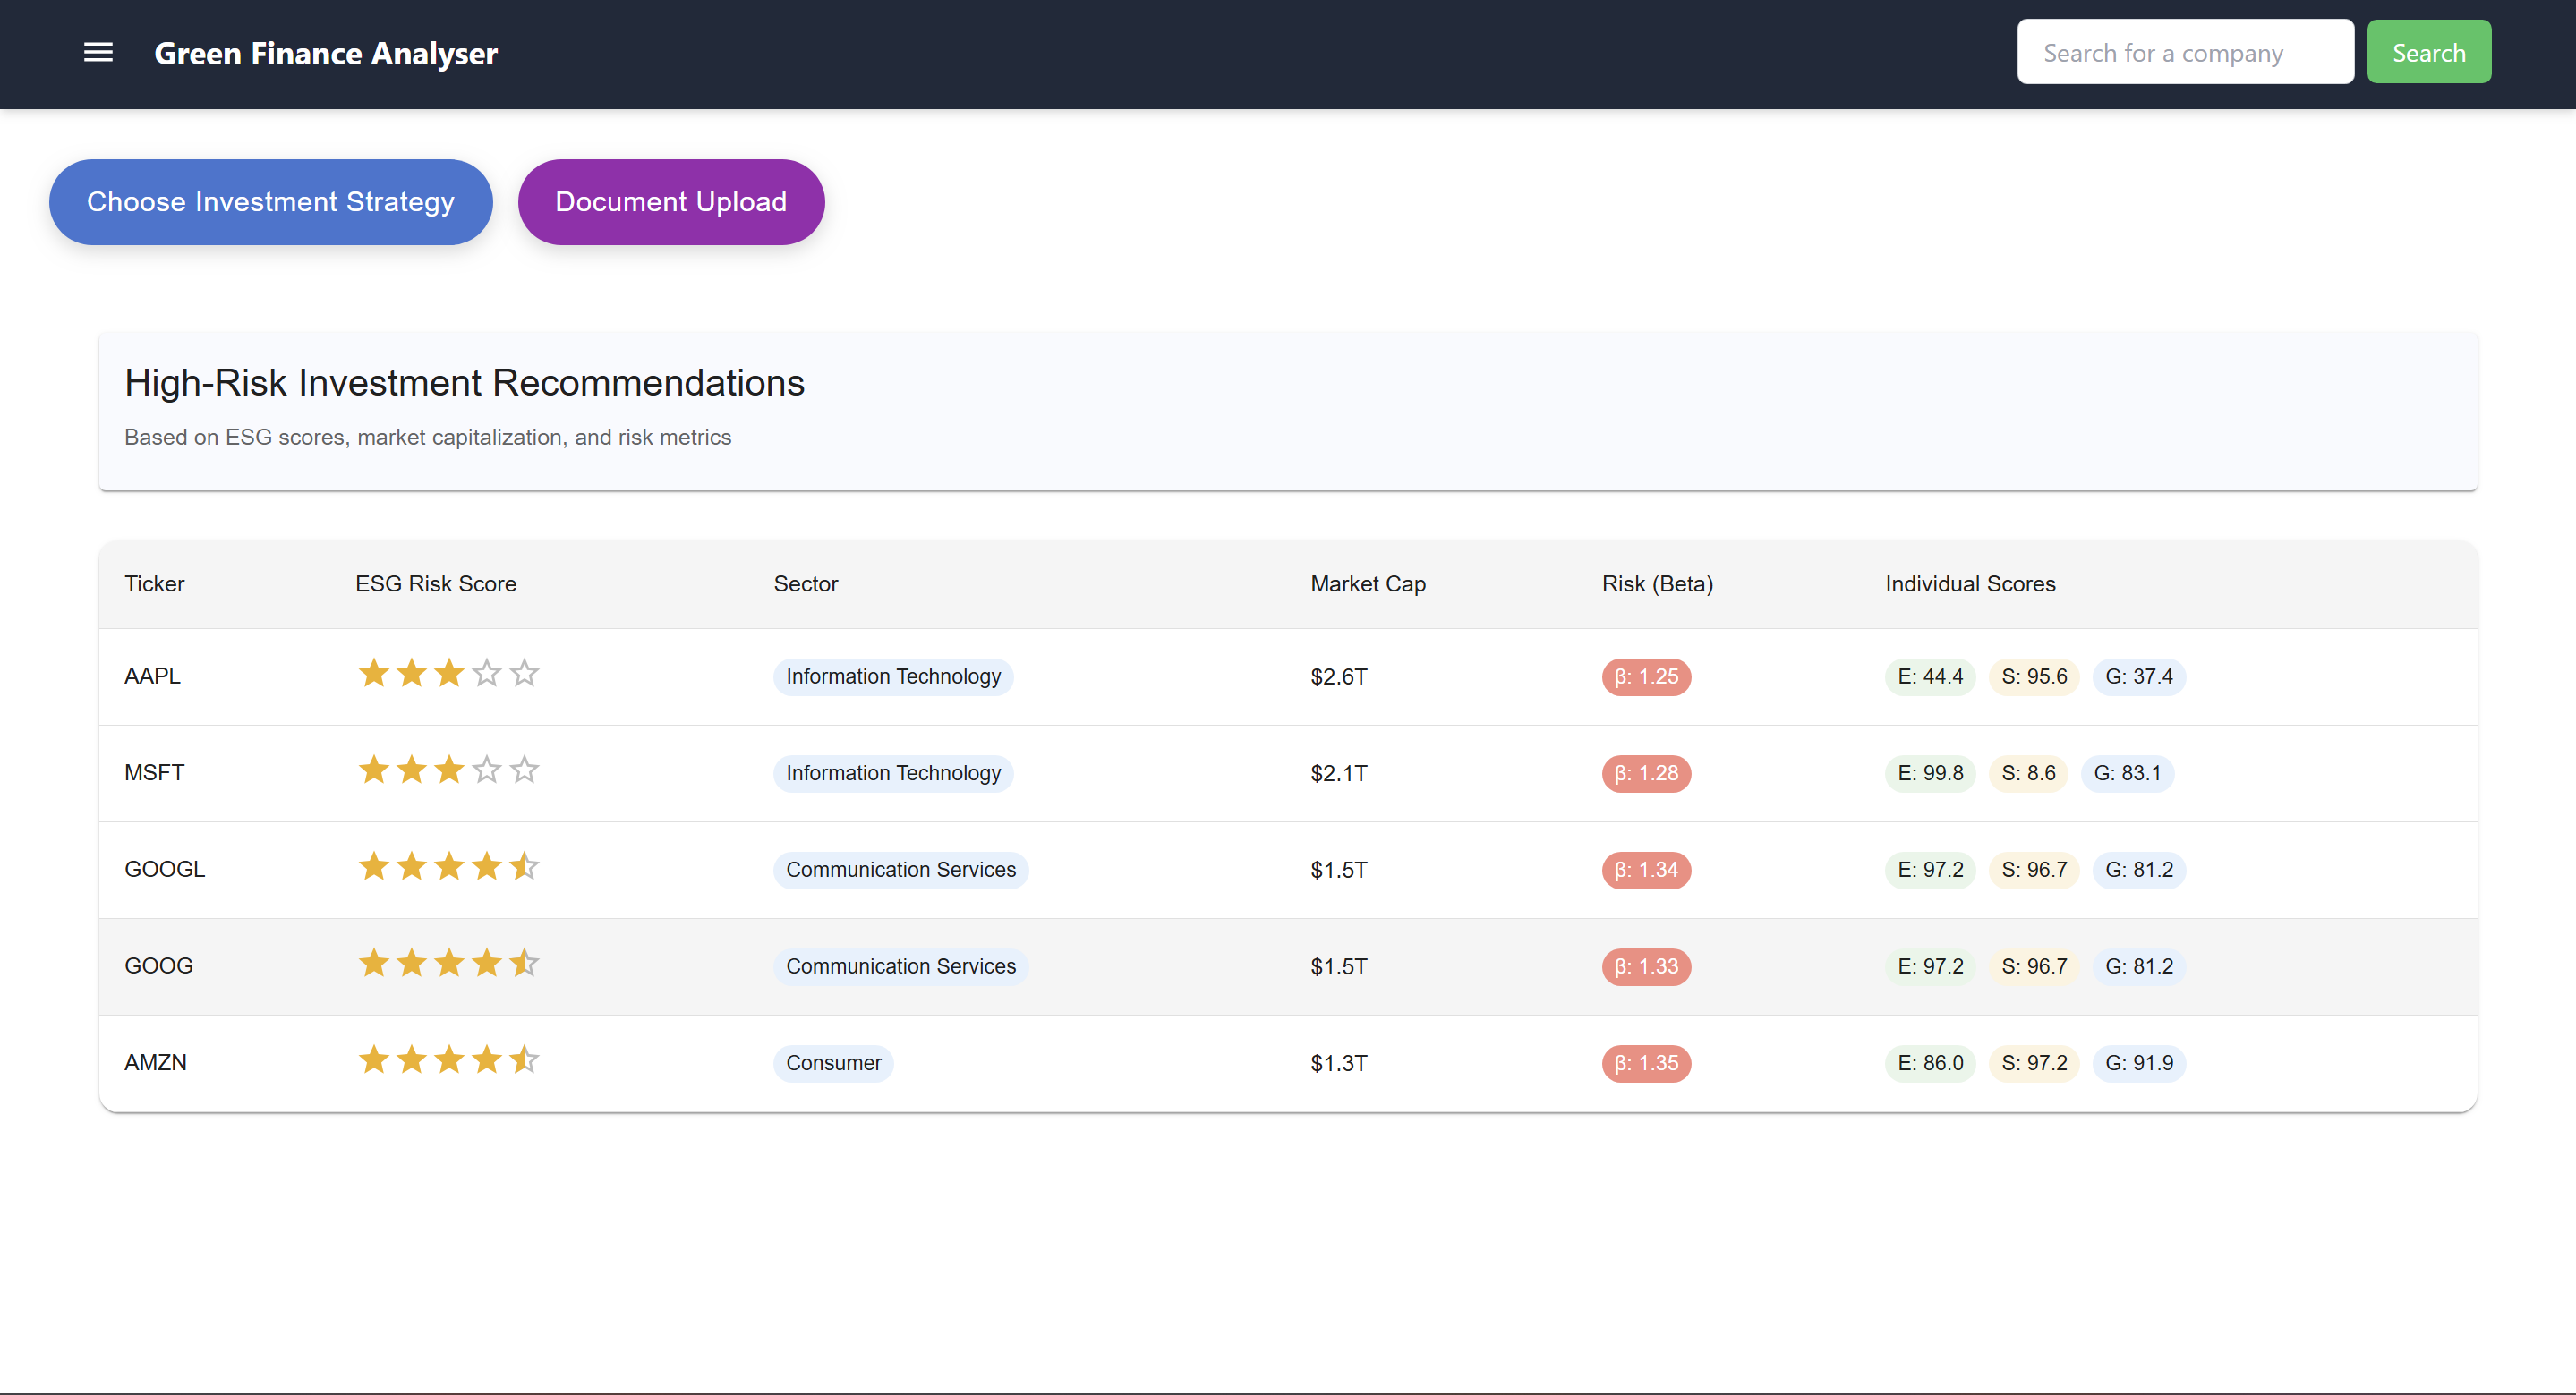 Green Finance Analyser
Search for a company
Search
Choose Investment Strategy
Document Upload
High-Risk Investment Recommendations
Based on ESG scores, market capitalization, and risk metrics
Ticker ESG Risk Score Sector Market Cap Risk (Beta) Individual Scores
AAPL Information Technology $2.6T β: 1.25 E: 44.4 S: 95.6 G: 37.4
MSFT Information Technology $2.1T β: 1.28 E: 99.8 S: 8.6 G: 83.1
GOOGL Communication Services $1.5T β: 1.34 E: 97.2 S: 96.7 G: 81.2
GOOG Communication Services $1.5T β: 1.33 E: 97.2 S: 96.7 G: 81.2
AMZN Consumer $1.3T β: 1.35 E: 86.0 S: 97.2 G: 91.9